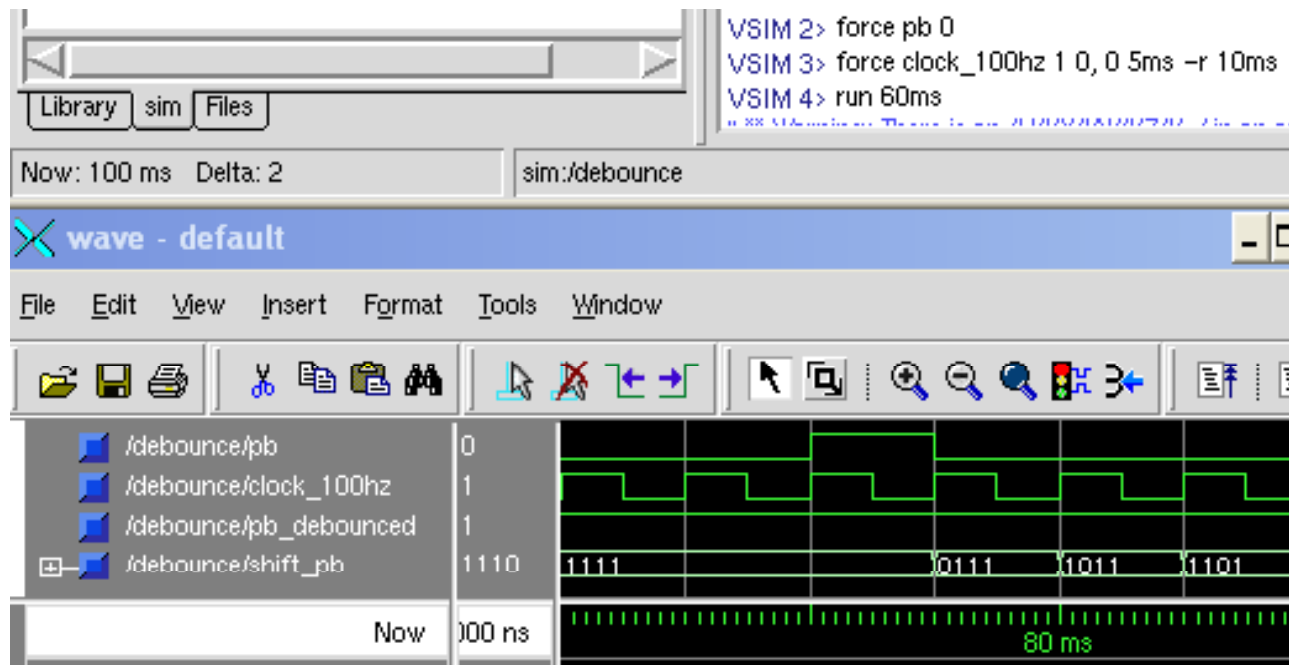 VSIM 2> force pb 0
VSIM 3> force clock_100hz 1 0, 0 5ms –r 10ms
VSIM 4> run 60ms
Library sim Files
Now: 100 ms Delta: 2 sim:/debounce
wave - default
File Edit View Insert Format Tools Window
/debounce/pb 0
/debounce/clock_100hz 1
/debounce/pb_debounced 1
/debounce/shift_pb 1110 1111 0111 1011 1101
Now 000 ns 80 ms